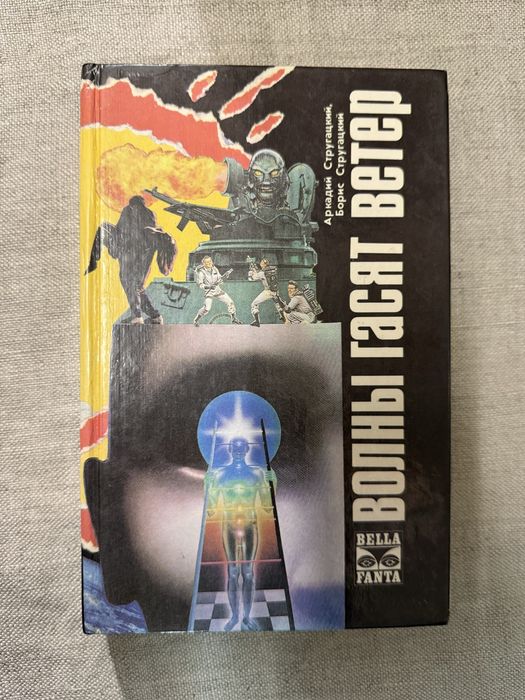 Аркадий Стругацкий,
Борис Стругацкий
ВОЛНЫ ГАСЯТ ВЕТЕР
BELLA
FANTA